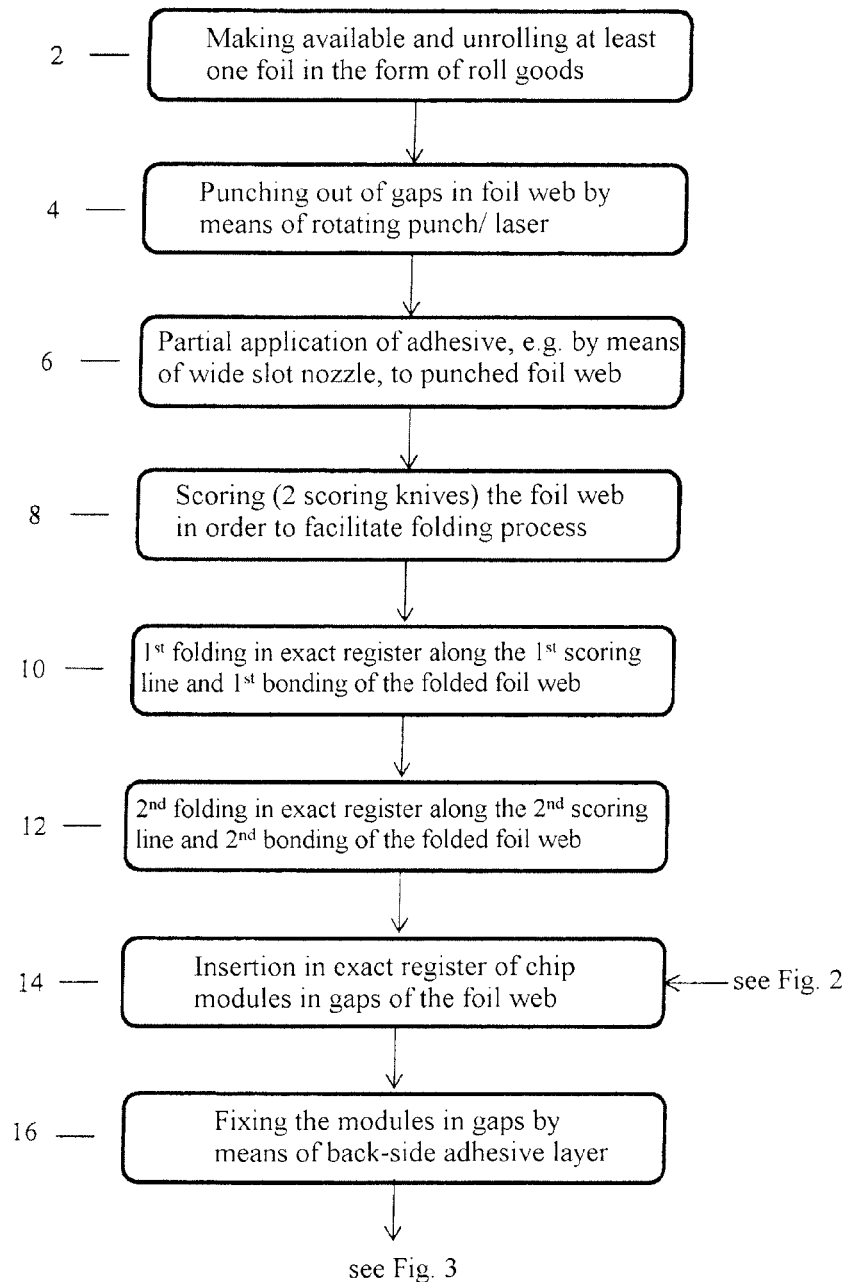 2
Making available and unrolling at least
one foil in the form of roll goods
4
Punching out of gaps in foil web by
means of rotating punch/ laser
6
Partial application of adhesive, e.g. by means
of wide slot nozzle, to punched foil web
8
Scoring (2 scoring knives) the foil web
in order to facilitate folding process
10
1st folding in exact register along the 1st scoring
line and 1st bonding of the folded foil web
12
2nd folding in exact register along the 2nd scoring
line and 2nd bonding of the folded foil web
14
Insertion in exact register of chip
modules in gaps of the foil web
see Fig. 2
16
Fixing the modules in gaps by
means of back-side adhesive layer
see Fig. 3